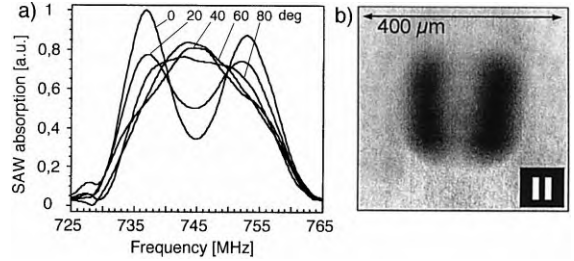 a)
0 20 40 60 80 deg
SAW absorption [a.u.]
1
0,8
0,6
0,4
0,2
0
725 735 745 755 765
Frequency [MHz]
b)
400 µm